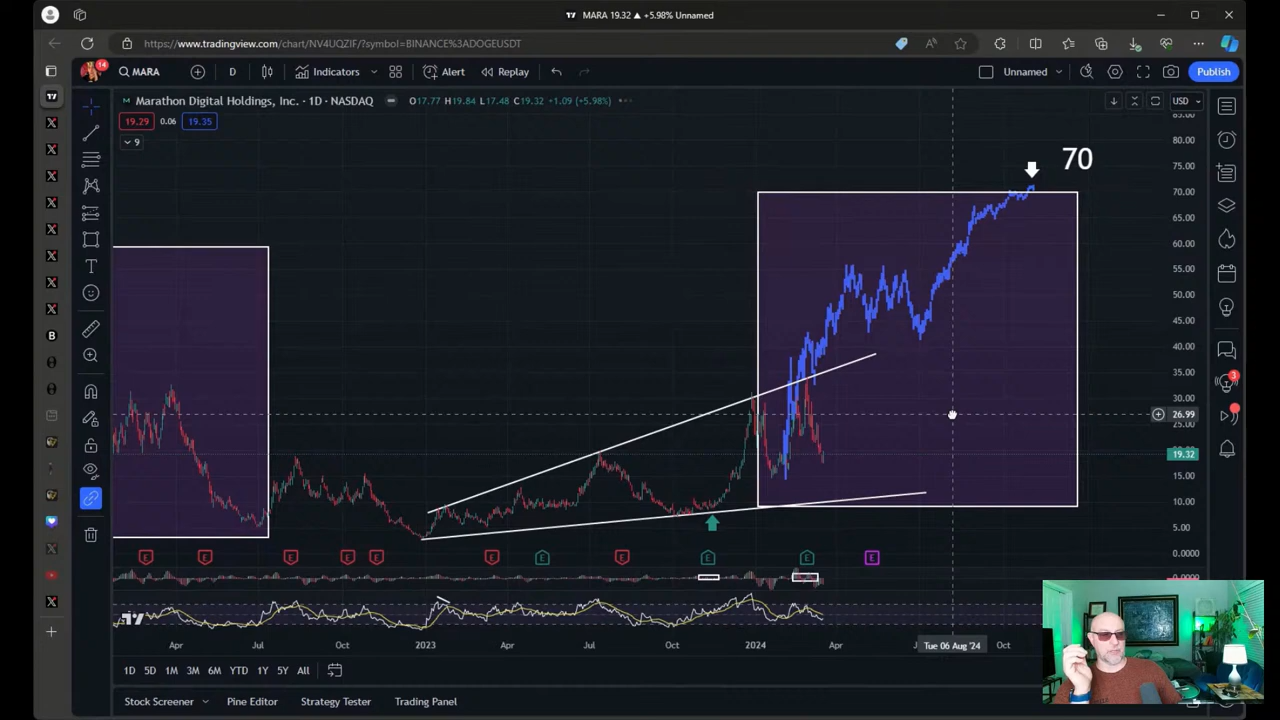 MARA 19.32 ▲ +5.98% Unnamed
https://www.tradingview.com/chart/NV4UQZIF/?symbol=BINANCE%3ADOGEUSDT
14
MARA
D
Indicators
Alert
Replay
Unnamed
Publish
Marathon Digital Holdings, Inc. · 1D · NASDAQ
O17.77 H19.84 L17.48 C19.32 +1.09 (+5.98%)
USD
19.29
0.06
19.35
9
70
80.00
75.00
70.00
65.00
60.00
55.00
50.00
45.00
40.00
35.00
30.00
26.99
19.32
15.00
10.00
5.00
0.0000
3
E
E
E
E
E
E
E
E
E
E
E
Apr
Jul
Oct
2023
Apr
Jul
Oct
2024
Apr
Tue 06 Aug '24
Oct
1D
5D
1M
3M
6M
YTD
1Y
5Y
All
Stock Screener
Pine Editor
Strategy Tester
Trading Panel